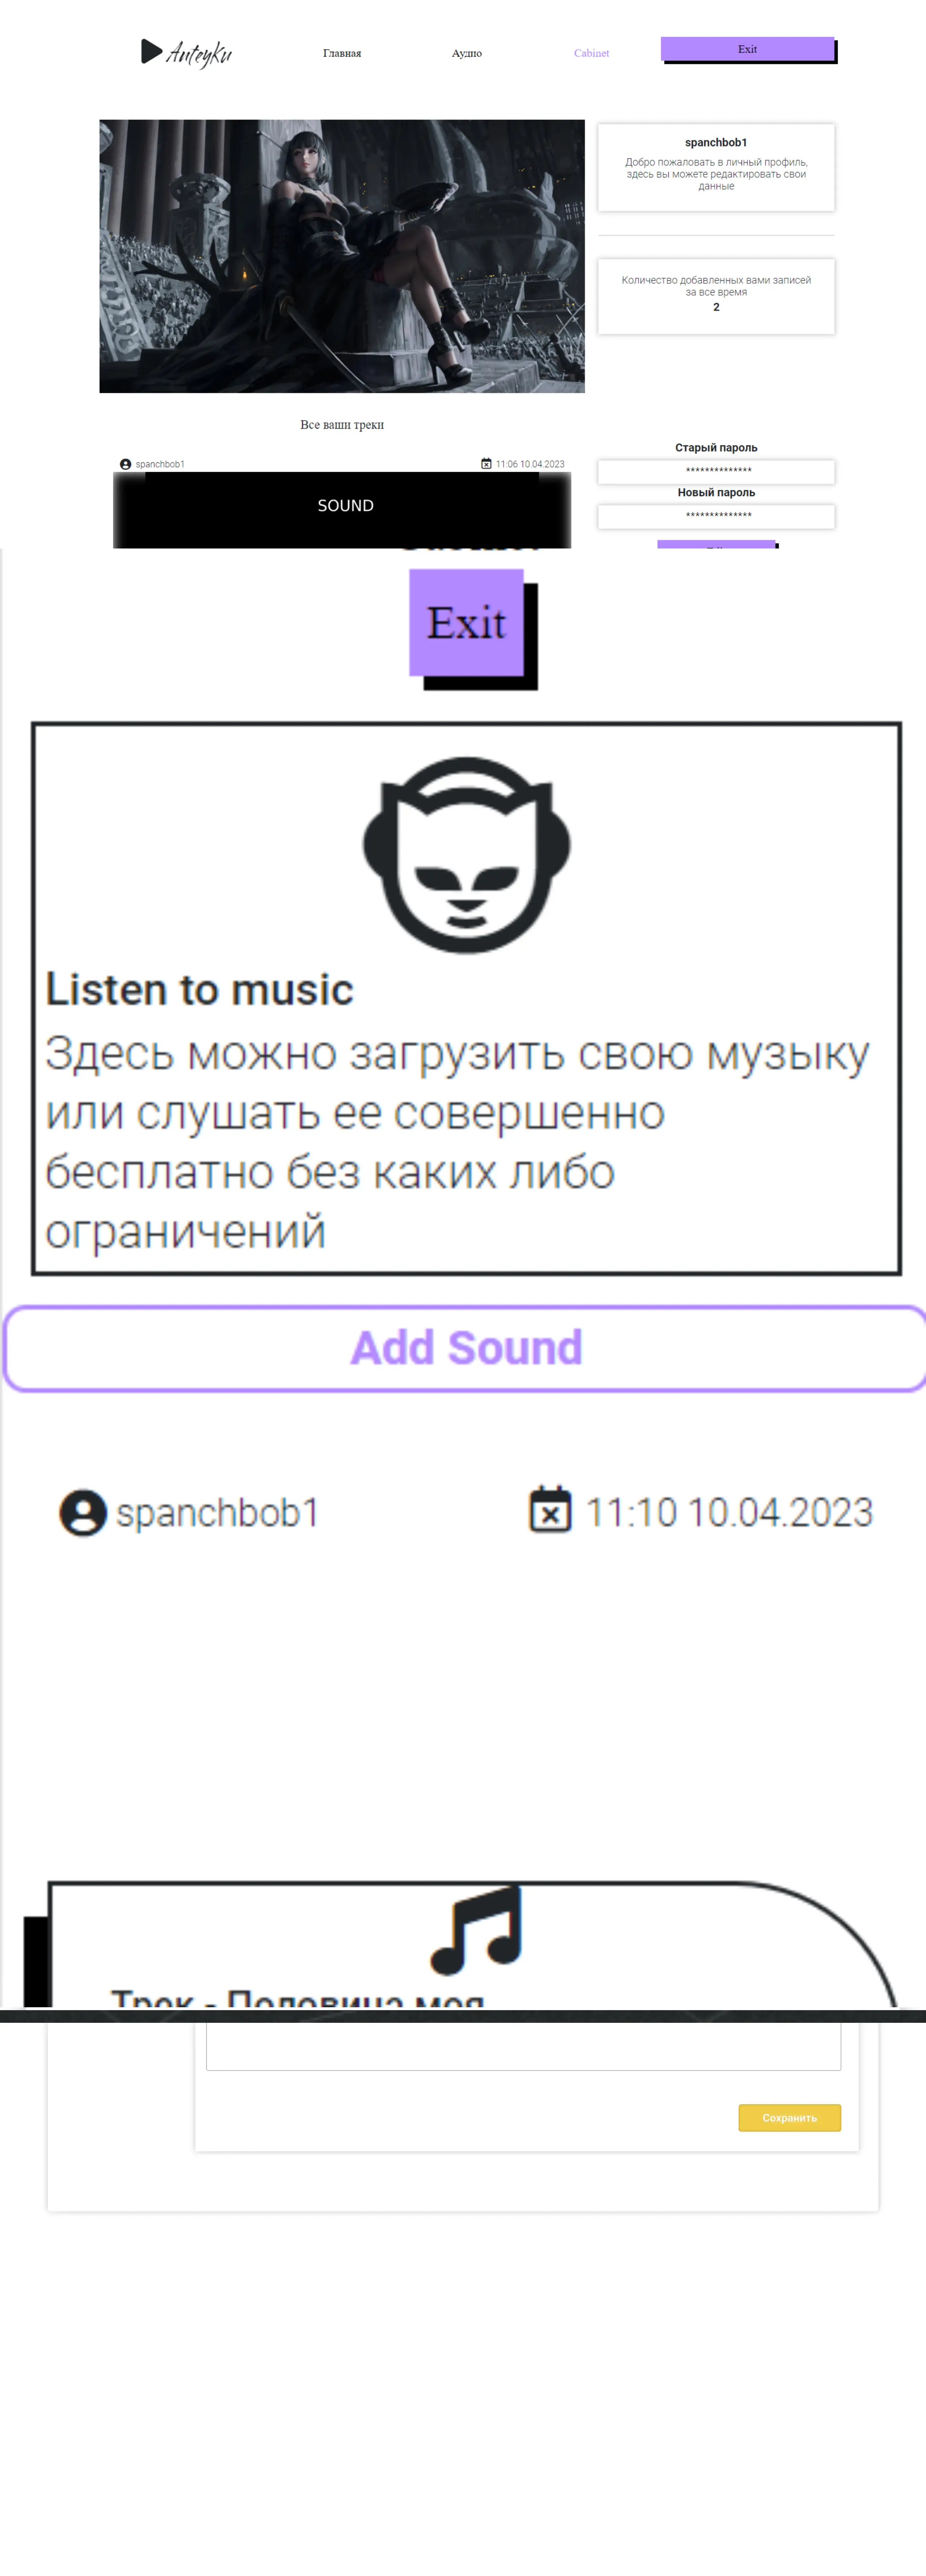 Anteyku
Главная
Аудио
Cabinet
Exit
spanchbob1
Добро пожаловать в личный профиль,
здесь вы можете редактировать свои
данные
Количество добавленных вами записей
за все время
2
Все ваши треки
spanchbob1
11:06 10.04.2023
SOUND
Старый пароль
**************
Новый пароль
**************
Exit
Listen to music
Здесь можно загрузить свою музыку
или слушать ее совершенно
бесплатно без каких либо
ограничений
Add Sound
spanchbob1
11:10 10.04.2023
Трек - Половина моя
Сохранить